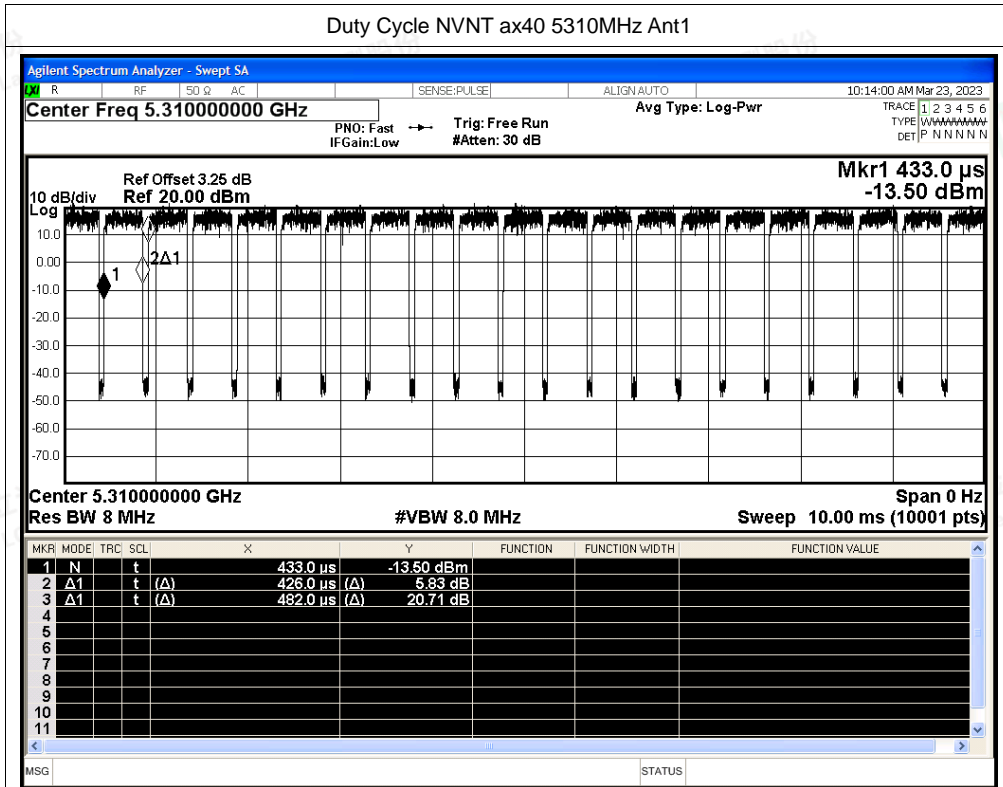 Duty Cycle NVNT ax40 5310MHz Ant1
Agilent Spectrum Analyzer - Swept SA
LXI R RF 50 Ω AC SENSE:PULSE ALIGN AUTO 10:14:00 AM Mar 23, 2023
Center Freq 5.310000000 GHz Avg Type: Log-Pwr TRACE 1 2 3 4 5 6
PNO: Fast Trig: Free Run TYPE W
IFGain:Low #Atten: 30 dB DET P N N N N N
Mkr1 433.0 µs
Ref Offset 3.25 dB
10 dB/div Ref 20.00 dBm -13.50 dBm
Log
10.0
0.00
2Δ1
1
-10.0
-20.0
-30.0
-40.0
-50.0
-60.0
-70.0
Center 5.310000000 GHz Span 0 Hz
Res BW 8 MHz #VBW 8.0 MHz Sweep 10.00 ms (10001 pts)
MKR MODE TRC SCL X Y FUNCTION FUNCTION WIDTH FUNCTION VALUE
1 N t 433.0 µs -13.50 dBm
2 Δ1 t (Δ) 426.0 µs (Δ) 5.83 dB
3 Δ1 t (Δ) 482.0 µs (Δ) 20.71 dB
4
5
6
7
8
9
10
11
MSG STATUS